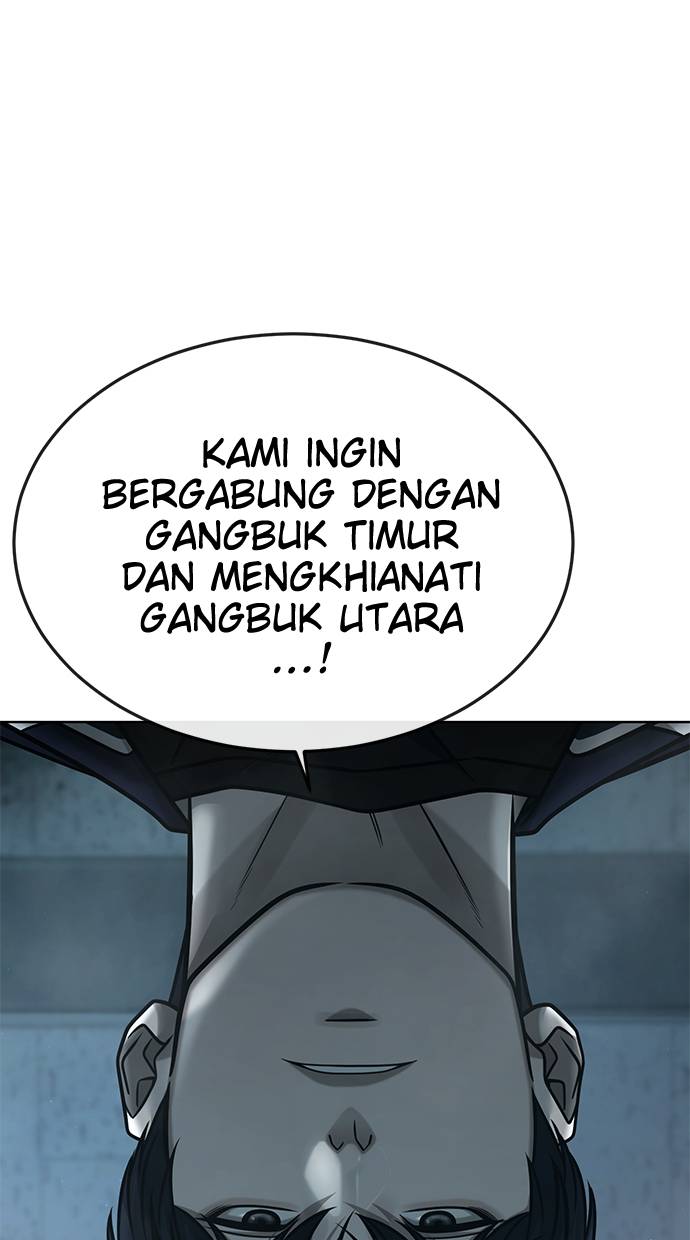 KAMI INGIN
BERGABUNG DENGAN
GANGBUK TIMUR
DAN MENGKHIANATI
GANGBUK UTARA
...!